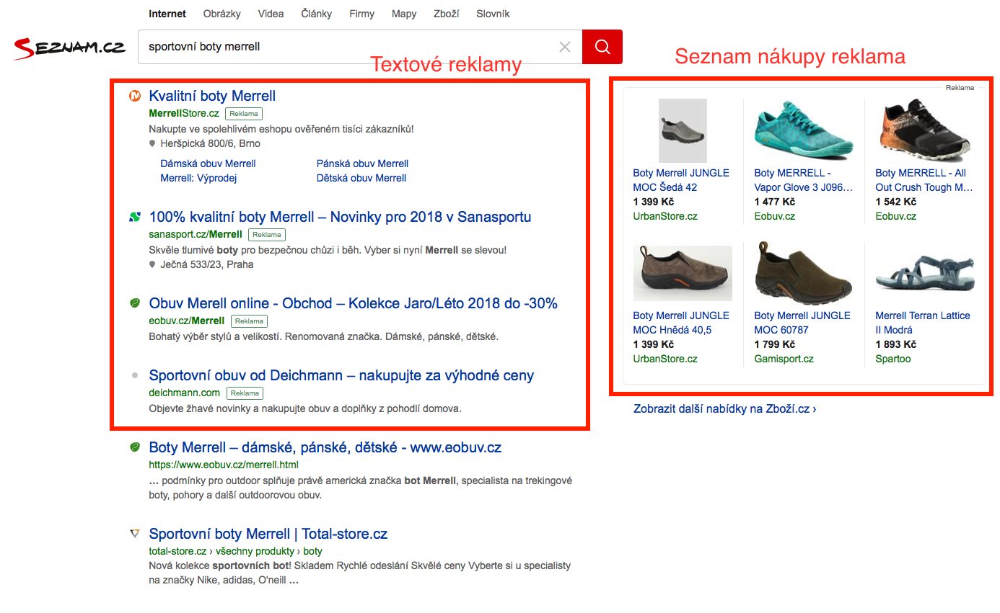 Internet Obrázky Videa Články Firmy Mapy Zboží Slovník
SEZNAM.CZ
sportovní boty merrell
Textové reklamy
Seznam nákupy reklama
Kvalitní boty Merrell
MerrellStore.cz Reklama
Nakupte ve spolehlivém eshopu ověřeném tisíci zákazníků!
Heršpická 800/6, Brno
Dámská obuv Merrell Pánská obuv Merrell
Merrell: Výprodej Dětská obuv Merrell
100% kvalitní boty Merrell – Novinky pro 2018 v Sanasportu
sanasport.cz/Merrell Reklama
Skvěle tlumivé boty pro bezpečnou chůzi i běh. Vyber si nyní Merrell se slevou!
Ječná 533/23, Praha
Obuv Merell online - Obchod – Kolekce Jaro/Léto 2018 do -30%
eobuv.cz/Merrell Reklama
Bohatý výběr stylů a velikostí. Renomovaná značka. Dámské, pánské, dětské.
Sportovní obuv od Deichmann – nakupujte za výhodné ceny
deichmann.com Reklama
Objevte žhavé novinky a nakupujte obuv a doplňky z pohodlí domova.
Boty Merrell – dámské, pánské, dětské - www.eobuv.cz
https://www.eobuv.cz/merrell.html
... podmínky pro outdoor splňuje právě americká značka bot Merrell, specialista na trekingové
boty, pohory a další outdoorovou obuv.
Sportovní boty Merrell | Total-store.cz
total-store.cz › všechny produkty › boty
Nová kolekce sportovních bot! Skladem Rychlé odeslání Skvělé ceny Vyberte si u specialisty
na značky Nike, adidas, O'neill ...
Reklama
Boty Merrell JUNGLE
MOC Šedá 42
1 399 Kč
UrbanStore.cz
Boty MERRELL -
Vapor Glove 3 J096…
1 477 Kč
Eobuv.cz
Boty MERRELL - All
Out Crush Tough M…
1 542 Kč
Eobuv.cz
Boty Merrell JUNGLE
MOC Hnědá 40,5
1 399 Kč
UrbanStore.cz
Boty Merrell JUNGLE
MOC 60787
1 799 Kč
Gamisport.cz
Merrell Terran Lattice
II Modrá
1 893 Kč
Spartoo
Zobrazit další nabídky na Zboží.cz ›